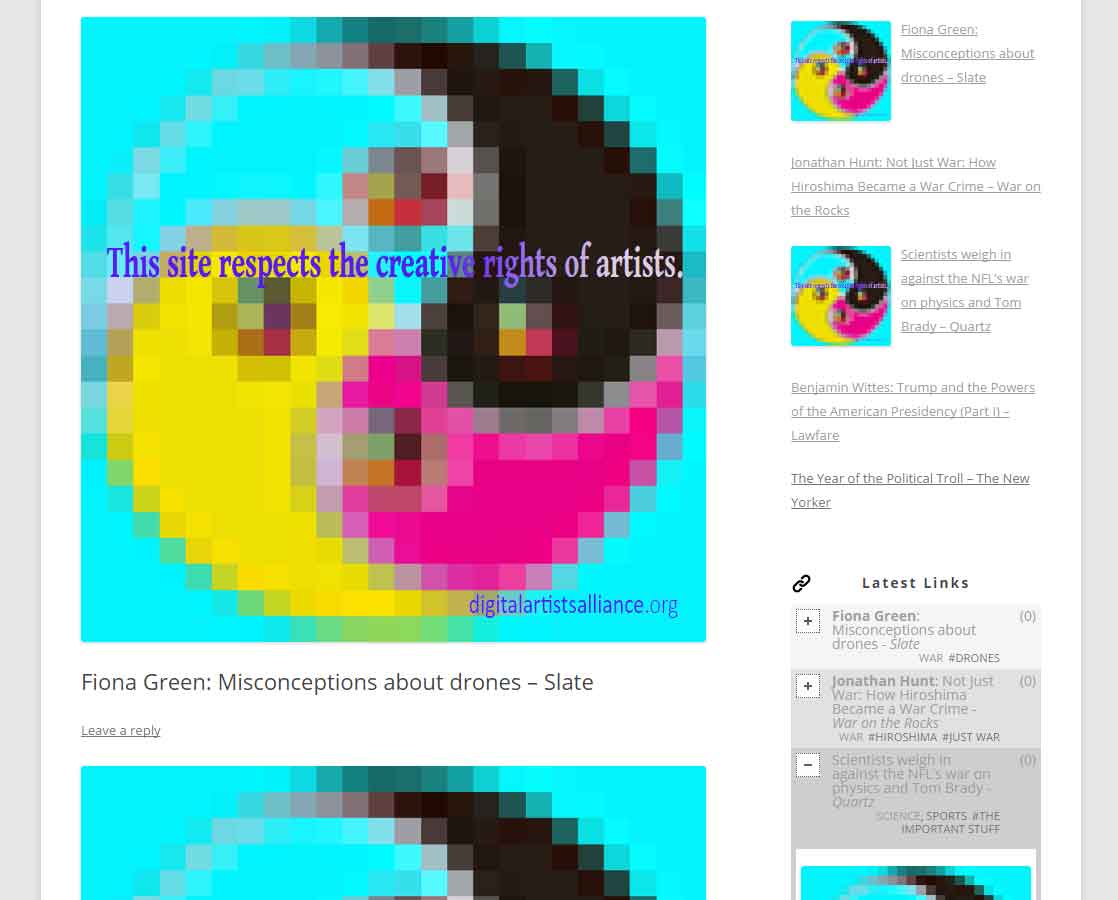 This site respects the creative rights of artists.
digitalartistsalliance.org
Fiona Green: Misconceptions about drones – Slate
Leave a reply
Fiona Green:
Misconceptions about
drones – Slate
Jonathan Hunt: Not Just War: How
Hiroshima Became a War Crime – War on
the Rocks
Scientists weigh in
against the NFL's war
on physics and Tom
Brady – Quartz
Benjamin Wittes: Trump and the Powers
of the American Presidency (Part I) –
Lawfare
The Year of the Political Troll – The New
Yorker
Latest Links
+ Fiona Green: (0)
Misconceptions about
drones - Slate
WAR #DRONES
+ Jonathan Hunt: Not Just (0)
War: How Hiroshima
Became a War Crime -
War on the Rocks
WAR #HIROSHIMA #JUST WAR
− Scientists weigh in (0)
against the NFL's war on
physics and Tom Brady -
Quartz
SCIENCE, SPORTS #THE
IMPORTANT STUFF